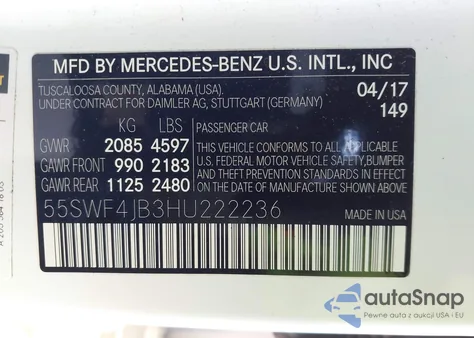 MFD BY MERCEDES-BENZ U.S. INTL., INC
TUSCALOOSA COUNTY, ALABAMA (USA).
UNDER CONTRACT FOR DAIMLER AG, STUTTGART (GERMANY)
04/17
149
KG LBS
GVWR 2085 4597
GAWR FRONT 990 2183
GAWR REAR 1125 2480
PASSENGER CAR
THIS VEHICLE CONFORMS TO ALL APPLICABLE
U.S. FEDERAL MOTOR VEHICLE SAFETY,BUMPER
AND THEFT PREVENTION STANDARDS IN EFFECT
ON THE DATE OF MANUFACTURE SHOWN ABOVE.
55SWF4JB3HU222236
MADE IN USA
autoSnap
Pewne auta z aukcji USA i EU